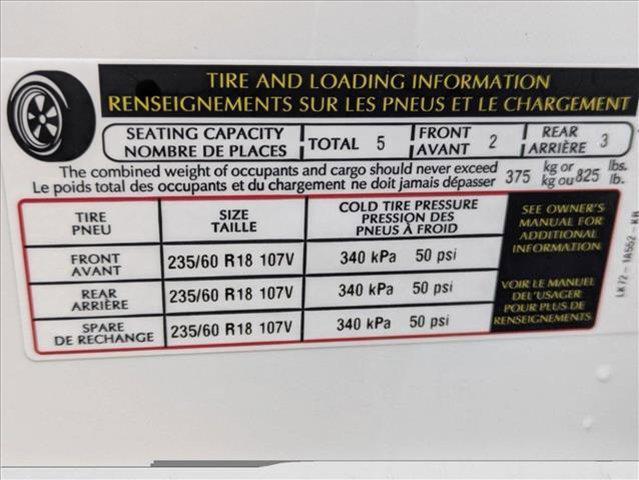 TIRE AND LOADING INFORMATION
RENSEIGNEMENTS SUR LES PNEUS ET LE CHARGEMENT
SEATING CAPACITY
NOMBRE DE PLACES
TOTAL 5
FRONT
AVANT
2
REAR
ARRIÈRE
3
The combined weight of occupants and cargo should never exceed
Le poids total des occupants et du chargement ne doit jamais dépasser
375 kg or
kg ou 825 lbs.
lb.
TIRE
PNEU
SIZE
TAILLE
COLD TIRE PRESSURE
PRESSION DES
PNEUS À FROID
SEE OWNER'S
MANUAL FOR
ADDITIONAL
INFORMATION
FRONT
AVANT
235/60 R18 107V
340 kPa 50 psi
REAR
ARRIÈRE
235/60 R18 107V
340 kPa 50 psi
VOIR LE MANUEL
DEL'USAGER
POUR PLUS DE
RENSEIGNEMENTS
SPARE
DE RECHANGE
235/60 R18 107V
340 kPa 50 psi